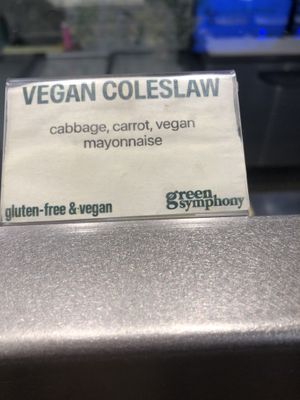 VEGAN COLESLAW
cabbage, carrot, vegan
mayonnaise
gluten-free & vegan
green
symphony